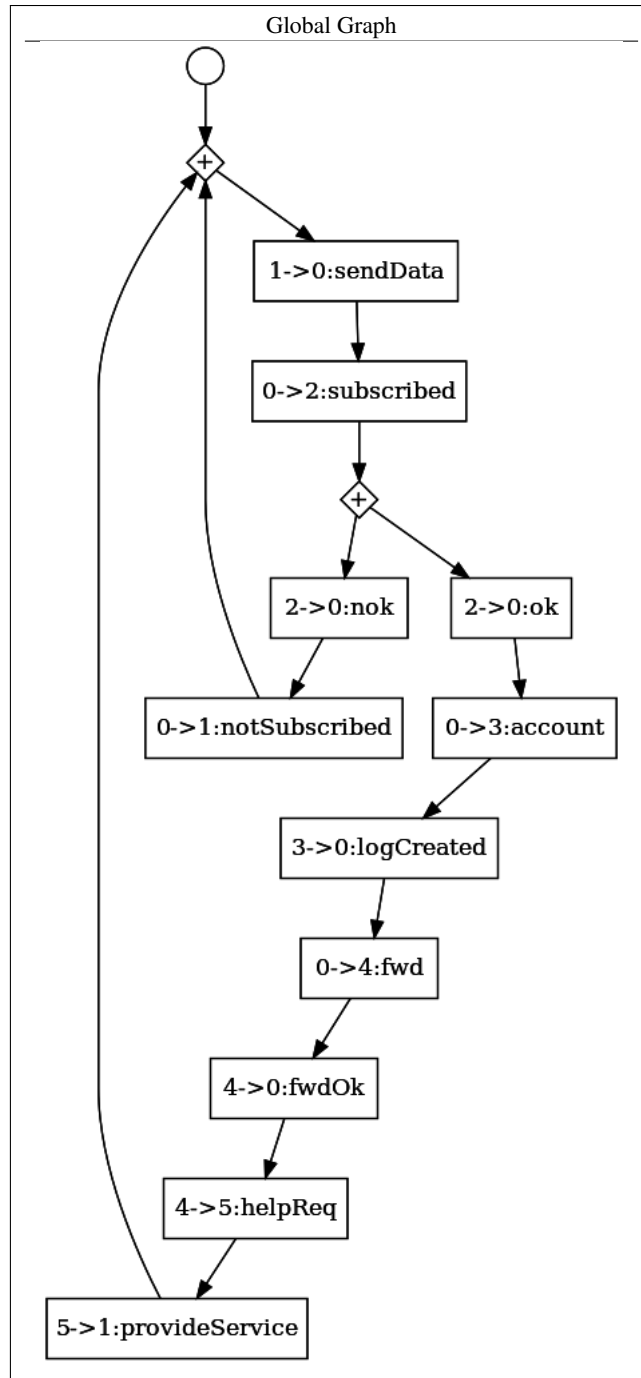 Global Graph
+
1->0:sendData
0->2:subscribed
+
2->0:nok
2->0:ok
0->1:notSubscribed
0->3:account
3->0:logCreated
0->4:fwd
4->0:fwdOk
4->5:helpReq
5->1:provideService